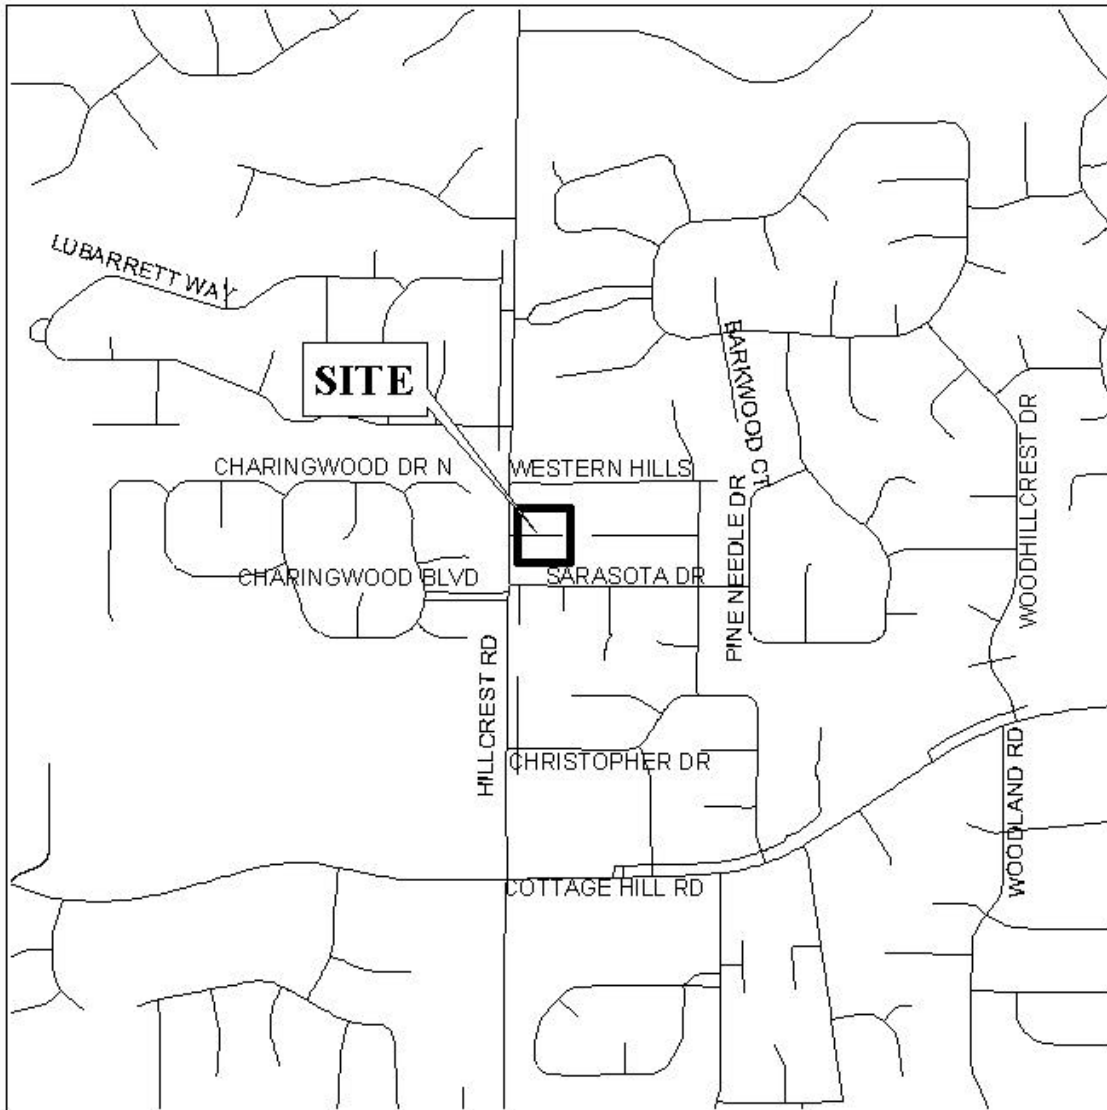 LUBARRETT WAY
SITE
BARKWOOD CT
WOODHILLCREST DR
CHARINGWOOD DR N
WESTERN HILLS
PINE NEEDLE DR
CHARINGWOOD BLVD
SARASOTA DR
HILLCREST RD
CHRISTOPHER DR
WOODLAND RD
COTTAGE HILL RD